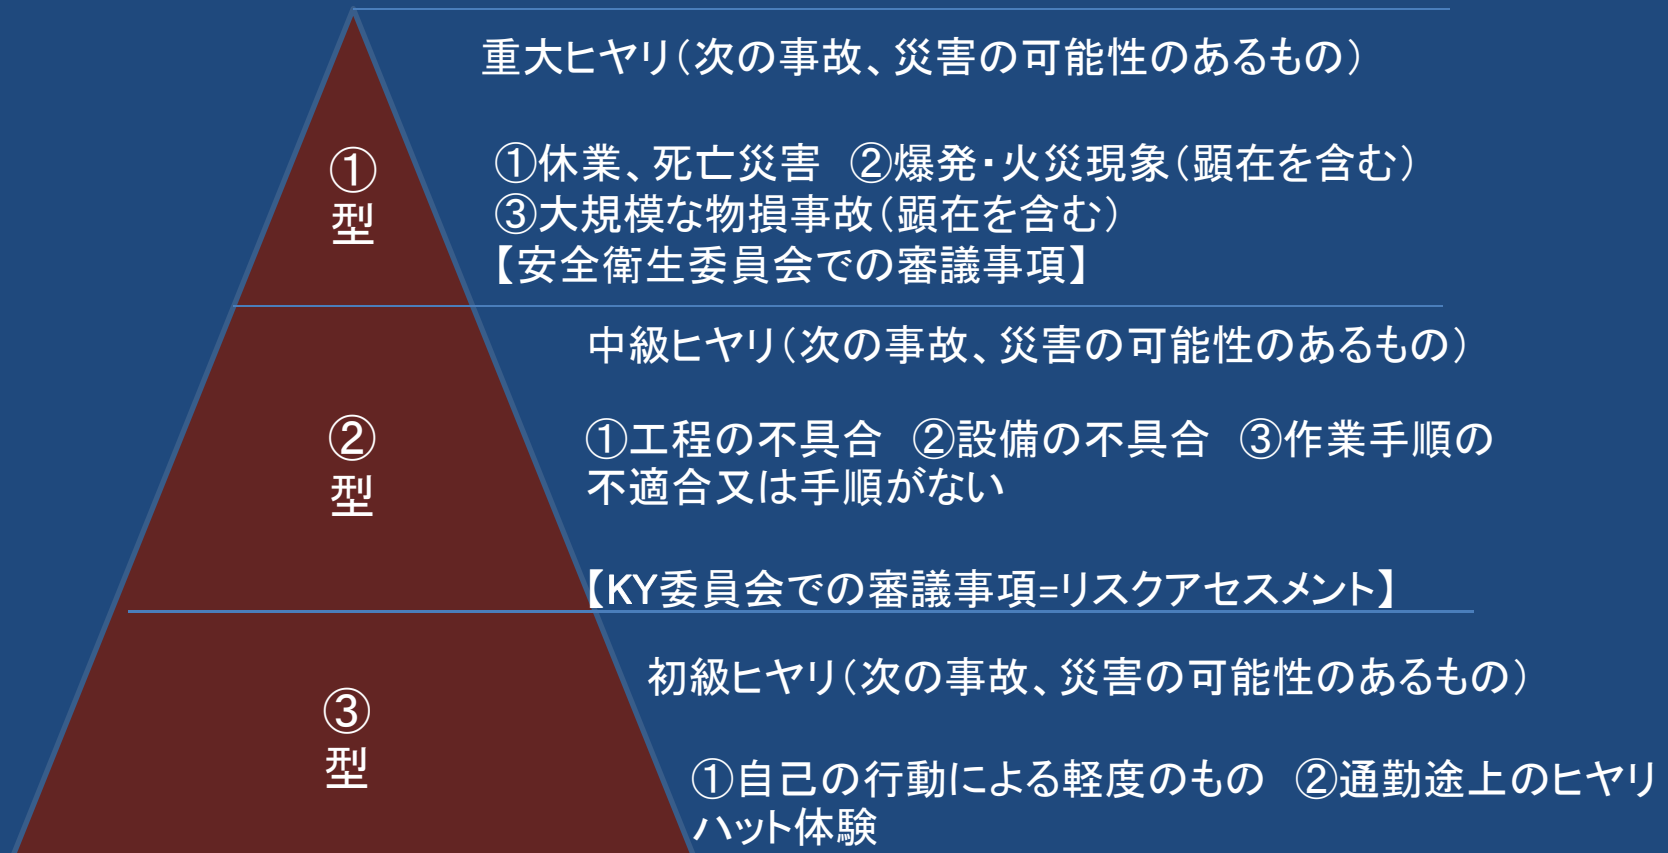 重大ヒヤリ（次の事故、災害の可能性のあるもの）
①型
①休業、死亡災害　②爆発・火災現象（顕在を含む）
③大規模な物損事故（顕在を含む）
【安全衛生委員会での審議事項】
中級ヒヤリ（次の事故、災害の可能性のあるもの）
②型
①工程の不具合　②設備の不具合　③作業手順の
不適合又は手順がない
【KY委員会での審議事項=リスクアセスメント】
初級ヒヤリ（次の事故、災害の可能性のあるもの）
③型
①自己の行動による軽度のもの　②通勤途上のヒヤリ
ハット体験